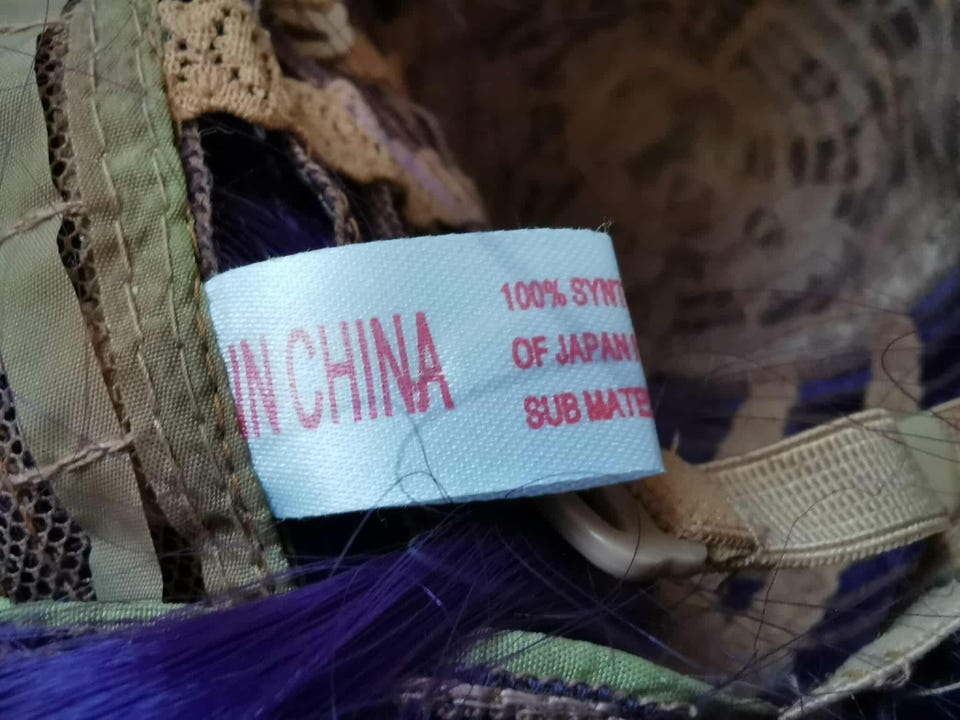 IN CHINA
100% SYNT
OF JAPAN
SUB MATE